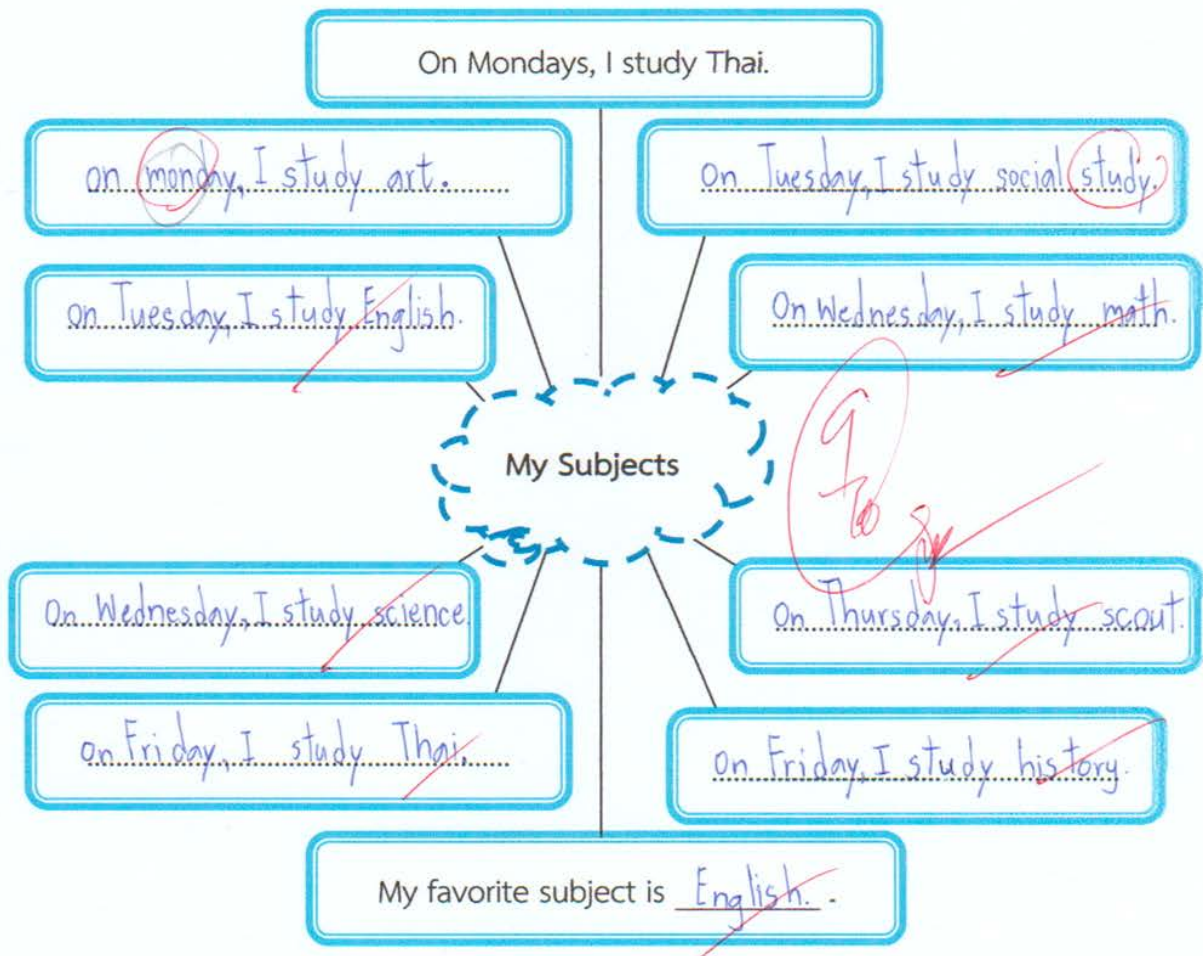 On Mondays, I study Thai.
on monday, I study art.
On Tuesday, I study social study.
on Tuesday, I study English.
On Wednesday, I study math.
My Subjects
9
10
On Wednesday, I study science
On Thursday, I study scout.
on Friday, I study Thai.
on Friday, I study history.
My favorite subject is English. .